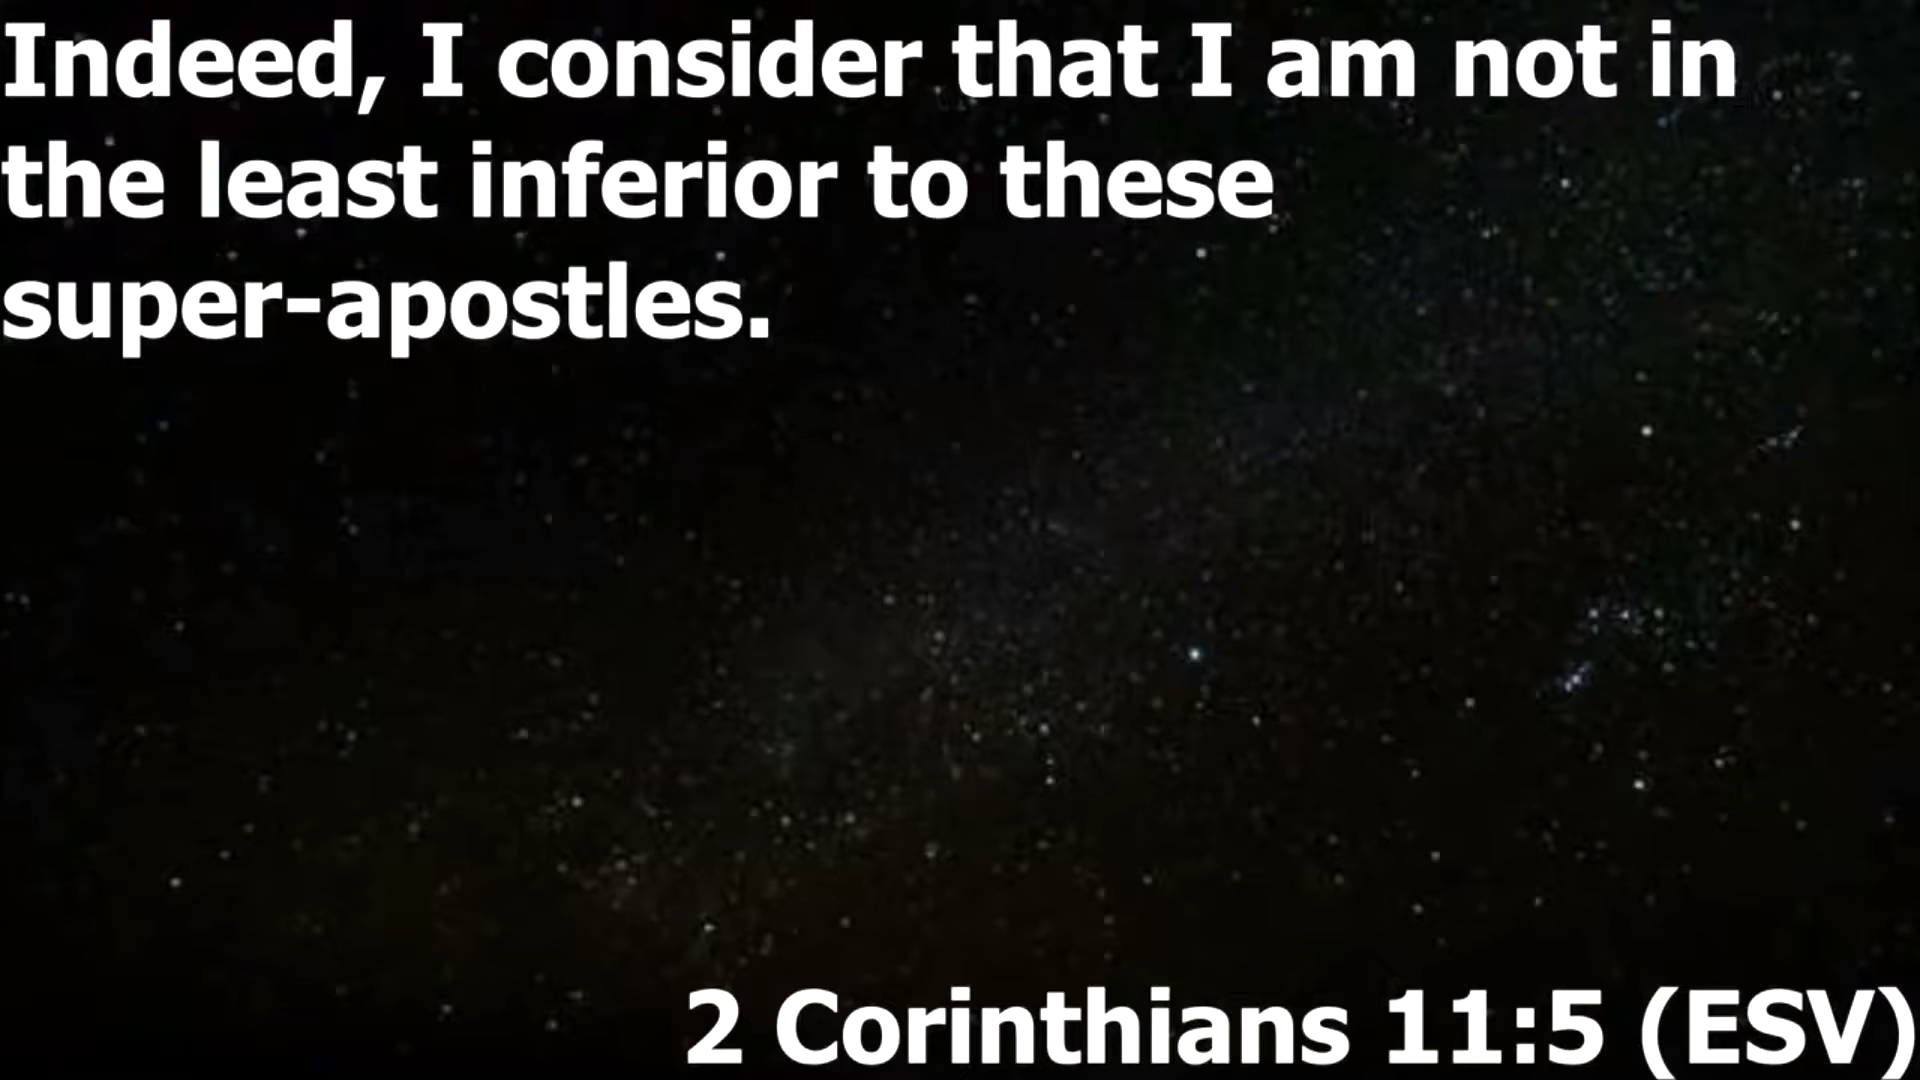 Indeed, I consider that I am not in
the least inferior to these
super-apostles.
2 Corinthians 11:5 (ESV)